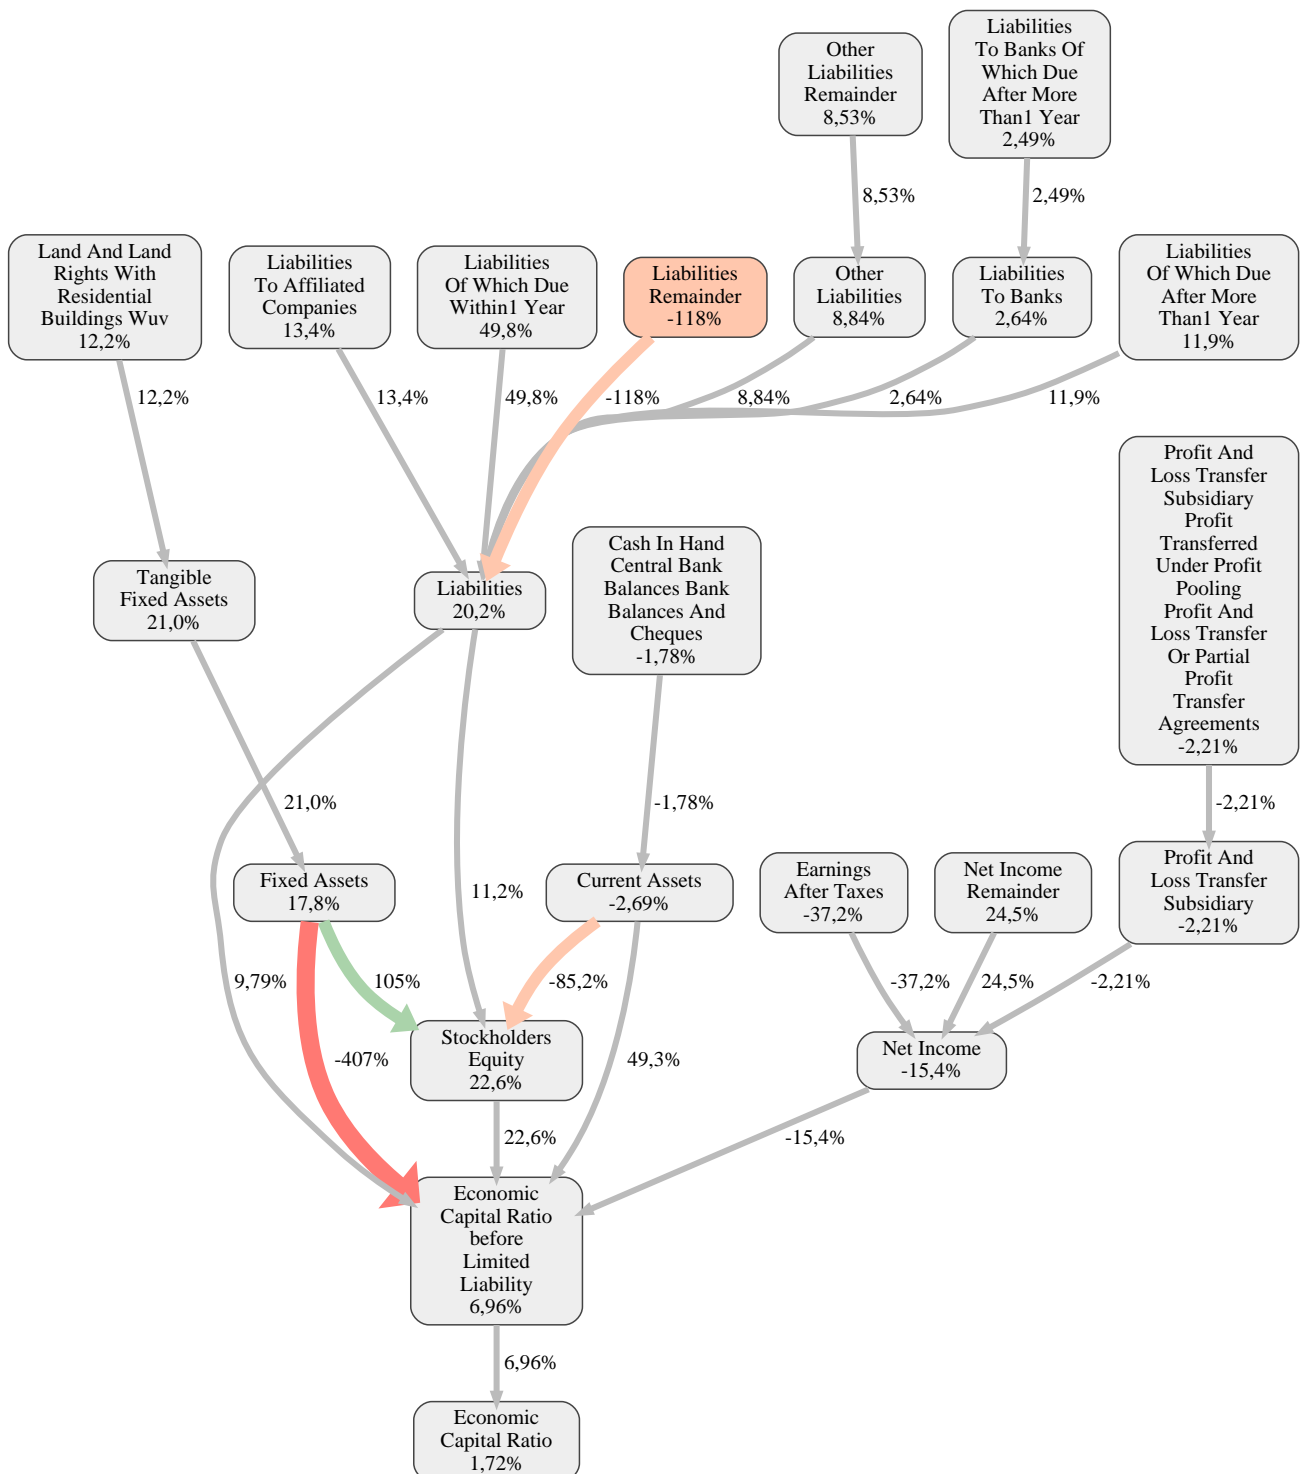 Liabilities
To Banks Of
Which Due
After More
Than1 Year
2,49%
Other
Liabilities
Remainder
8,53%
8,53%
2,49%
Land And Land
Rights With
Residential
Buildings Wuv
12,2%
Liabilities
To Affiliated
Companies
13,4%
Liabilities
Of Which Due
Within1 Year
49,8%
Liabilities
Remainder
-118%
Other
Liabilities
8,84%
Liabilities
To Banks
2,64%
Liabilities
Of Which Due
After More
Than1 Year
11,9%
12,2%
13,4%
49,8%
-118%
8,84%
2,64%
11,9%
Profit And
Loss Transfer
Subsidiary
Profit
Transferred
Under Profit
Pooling
Profit And
Loss Transfer
Or Partial
Profit
Transfer
Agreements
-2,21%
Tangible
Fixed Assets
21,0%
Liabilities
20,2%
Cash In Hand
Central Bank
Balances Bank
Balances And
Cheques
-1,78%
21,0%
-1,78%
-2,21%
Fixed Assets
17,8%
11,2%
Current Assets
-2,69%
Earnings
After Taxes
-37,2%
Net Income
Remainder
24,5%
Profit And
Loss Transfer
Subsidiary
-2,21%
9,79%
105%
-85,2%
-37,2%
24,5%
-2,21%
-407%
Stockholders
Equity
22,6%
49,3%
Net Income
-15,4%
22,6%
-15,4%
Economic
Capital Ratio
before
Limited
Liability
6,96%
6,96%
Economic
Capital Ratio
1,72%